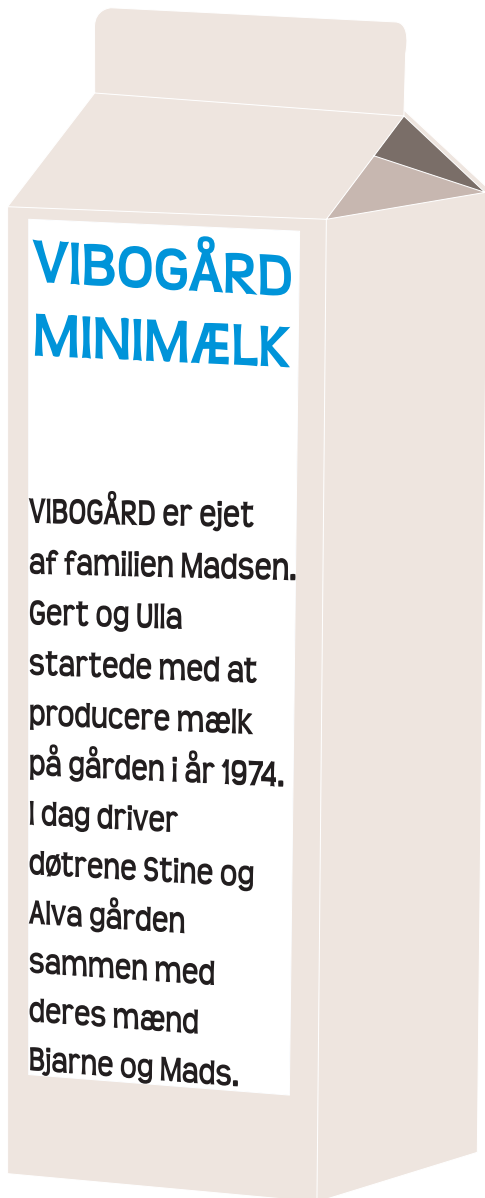 VIBOGÅRD
MINIMÆLK
VIBOGÅRD er ejet
af familien Madsen.
Gert og Ulla
startede med at
producere mælk
på gården i år 1974.
I dag driver
døtrene Stine og
Alva gården
sammen med
deres mænd
Bjarne og Mads.